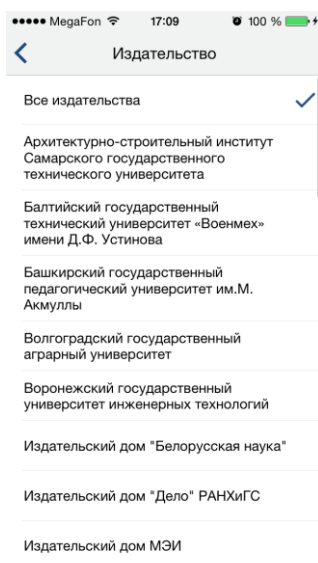 MegaFon 17:09 100 %
Издательство
Все издательства
Архитектурно-строительный институт
Самарского государственного
технического университета
Балтийский государственный
технический университет «Военмех»
имени Д.Ф. Устинова
Башкирский государственный
педагогический университет им.М.
Акмуллы
Волгоградский государственный
аграрный университет
Воронежский государственный
университет инженерных технологий
Издательский дом "Белорусская наука"
Издательский дом "Дело" РАНХиГС
Издательский дом МЭИ